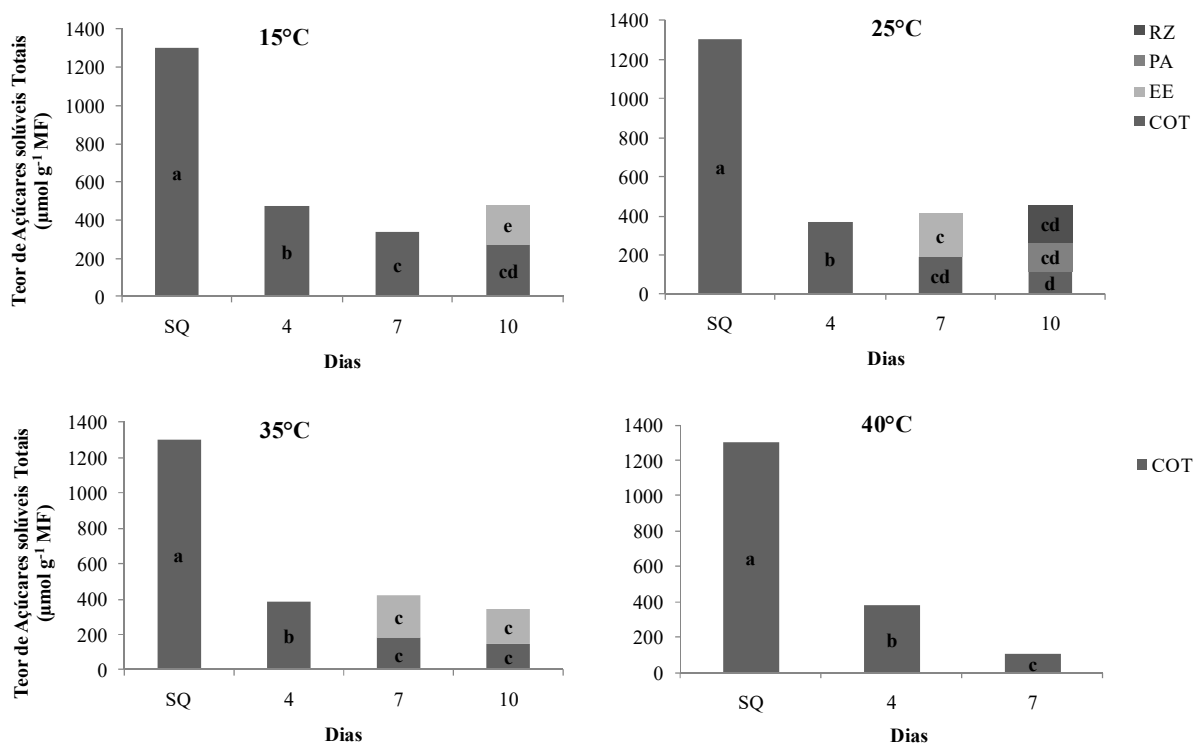 15°C
Teor de Açúcares solúveis Totais
(µmol g-1 MF)
1400
1200
1000
800
600
400
200
0
a
b
c
e
cd
SQ
4
7
10
Dias
25°C
1400
1200
1000
800
600
400
200
0
a
b
c
cd
cd
cd
d
SQ
4
7
10
Dias
RZ
PA
EE
COT
35°C
Teor de Açúcares solúveis Totais
(µmol g-1 MF)
1400
1200
1000
800
600
400
200
0
a
b
c
c
c
c
SQ
4
7
10
Dias
40°C
1400
1200
1000
800
600
400
200
0
a
b
c
SQ
4
7
Dias
COT